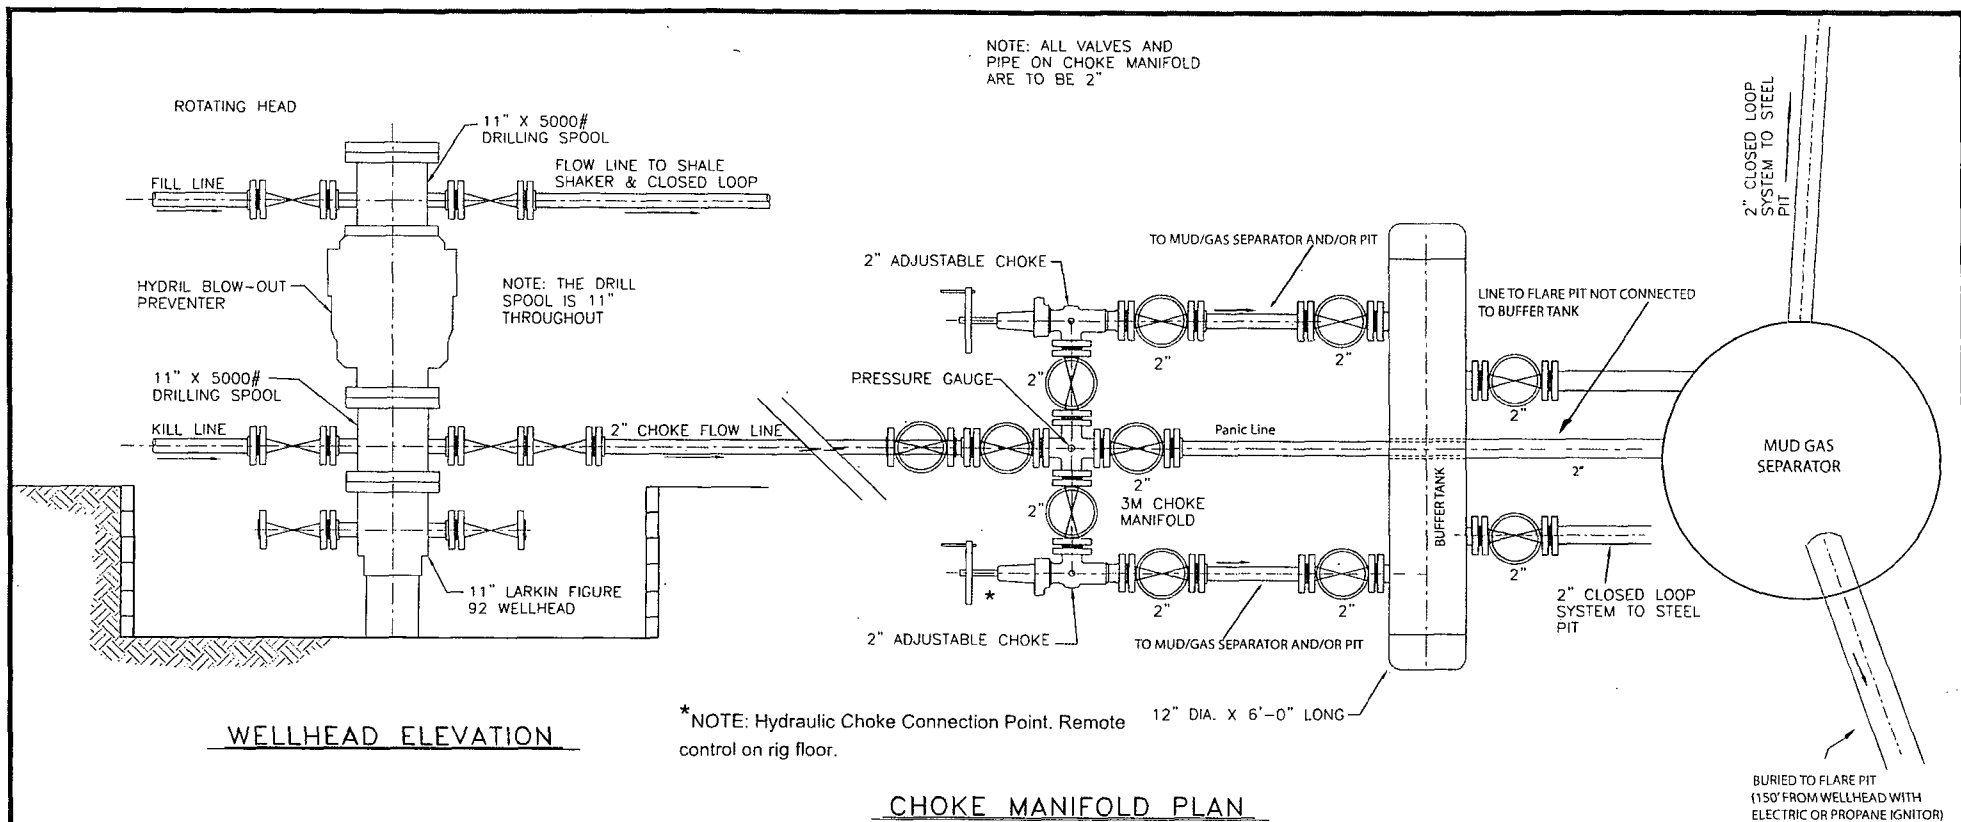 NOTE: ALL VALVES AND
PIPE ON CHOKE MANIFOLD
ARE TO BE 2"
ROTATING HEAD
11" X 5000#
DRILLING SPOOL
FILL LINE
FLOW LINE TO SHALE
SHAKER & CLOSED LOOP
HYDRIL BLOW-OUT
PREVENTER
NOTE: THE DRILL
SPOOL IS 11"
THROUGHOUT
11" X 5000#
DRILLING SPOOL
KILL LINE
2" CHOKE FLOW LINE
11" LARKIN FIGURE
92 WELLHEAD
WELLHEAD ELEVATION
2" ADJUSTABLE CHOKE
TO MUD/GAS SEPARATOR AND/OR PIT
2"
2"
2"
PRESSURE GAUGE
Panic Line
2"
3M CHOKE
MANIFOLD
2"
*
2"
2"
2" ADJUSTABLE CHOKE
TO MUD/GAS SEPARATOR AND/OR PIT
BUFFER TANK
12" DIA. X 6'-0" LONG
LINE TO FLARE PIT NOT CONNECTED
TO BUFFER TANK
2"
2"
2"
2" CLOSED LOOP
SYSTEM TO STEEL
PIT
2" CLOSED LOOP
SYSTEM TO STEEL
PIT
MUD GAS
SEPARATOR
BURIED TO FLARE PIT
(150' FROM WELLHEAD WITH
ELECTRIC OR PROPANE IGNITOR)
*NOTE: Hydraulic Choke Connection Point. Remote
control on rig floor.
CHOKE MANIFOLD PLAN